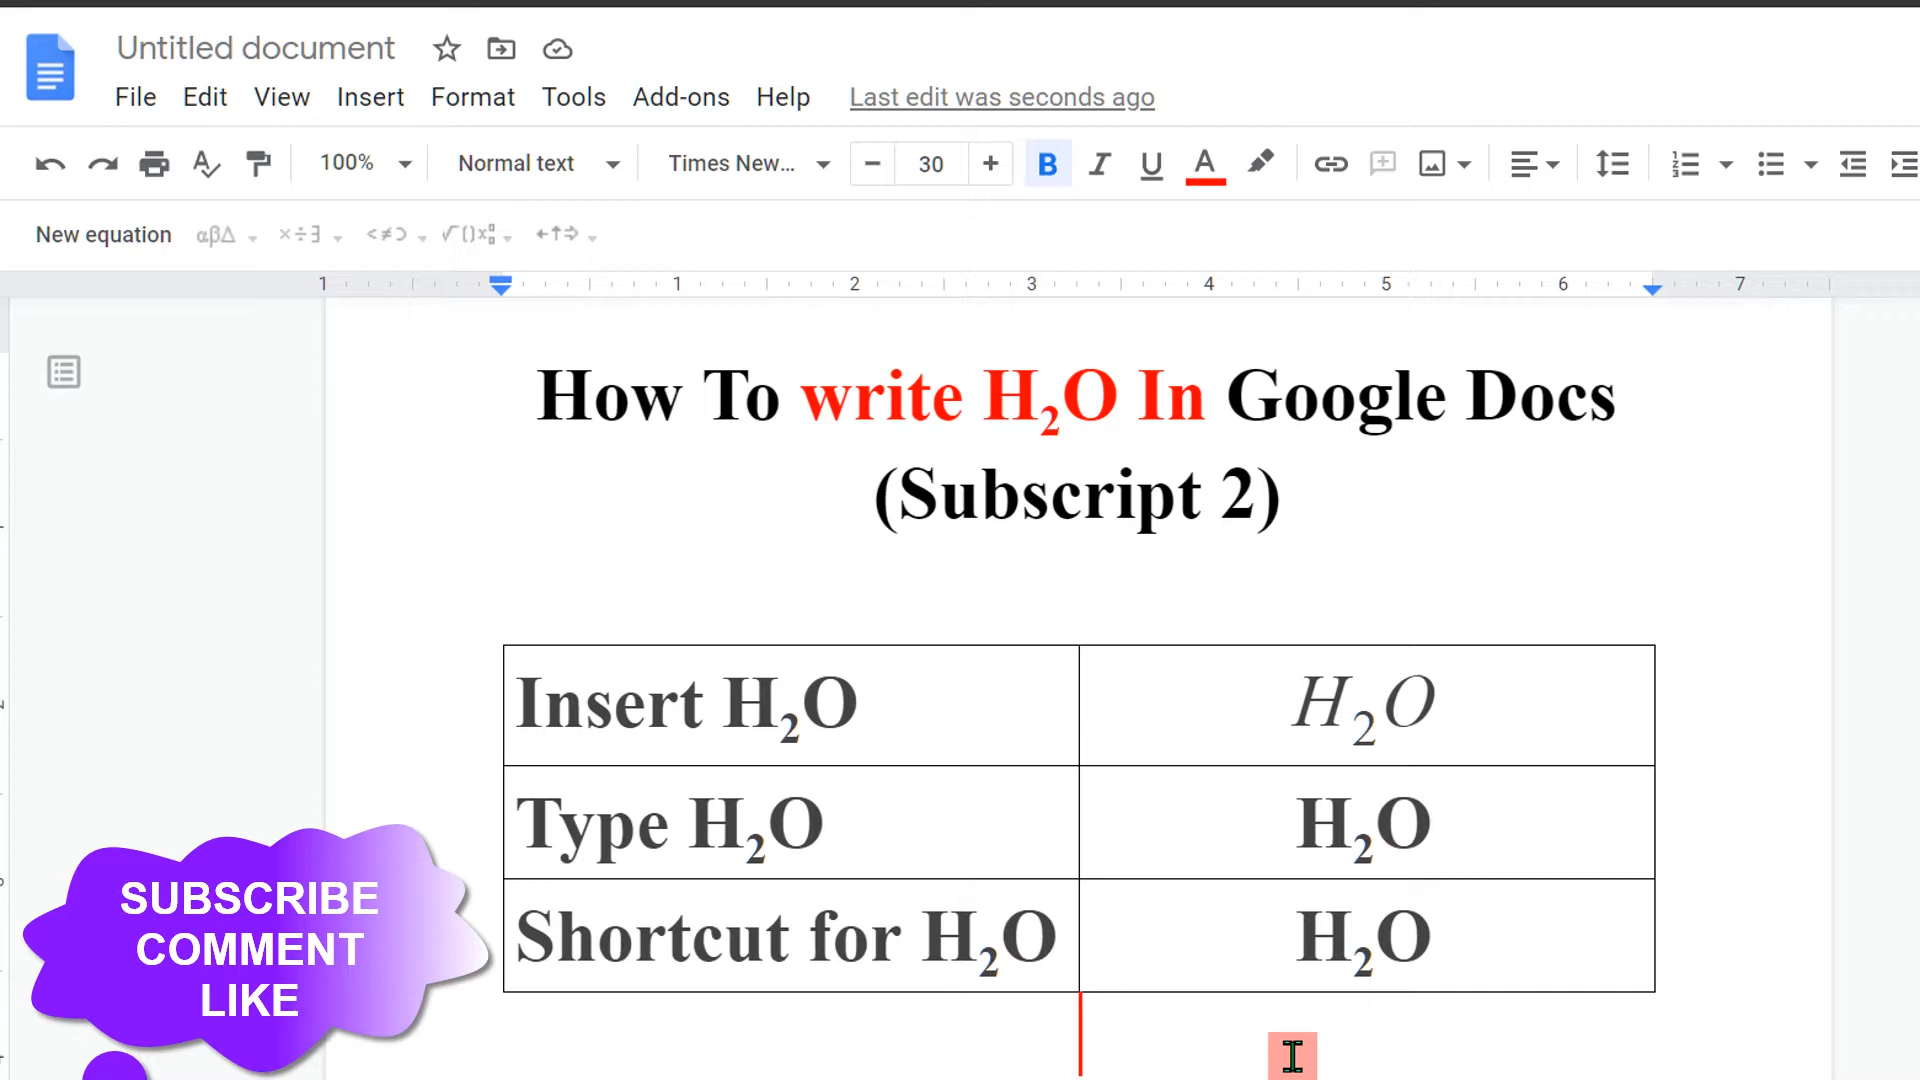 Untitled document
File Edit View Insert Format Tools Add-ons Help Last edit was seconds ago
100% Normal text Times New... − 30 + B I U A
New equation αβΔ ×÷∃ <≠⊃ √()x ←↑⇒
1 1 2 3 4 5 6 7
How To write H₂O In Google Docs
(Subscript 2)
Insert H₂O H₂O
Type H₂O H₂O
Shortcut for H₂O H₂O
SUBSCRIBE
COMMENT
LIKE